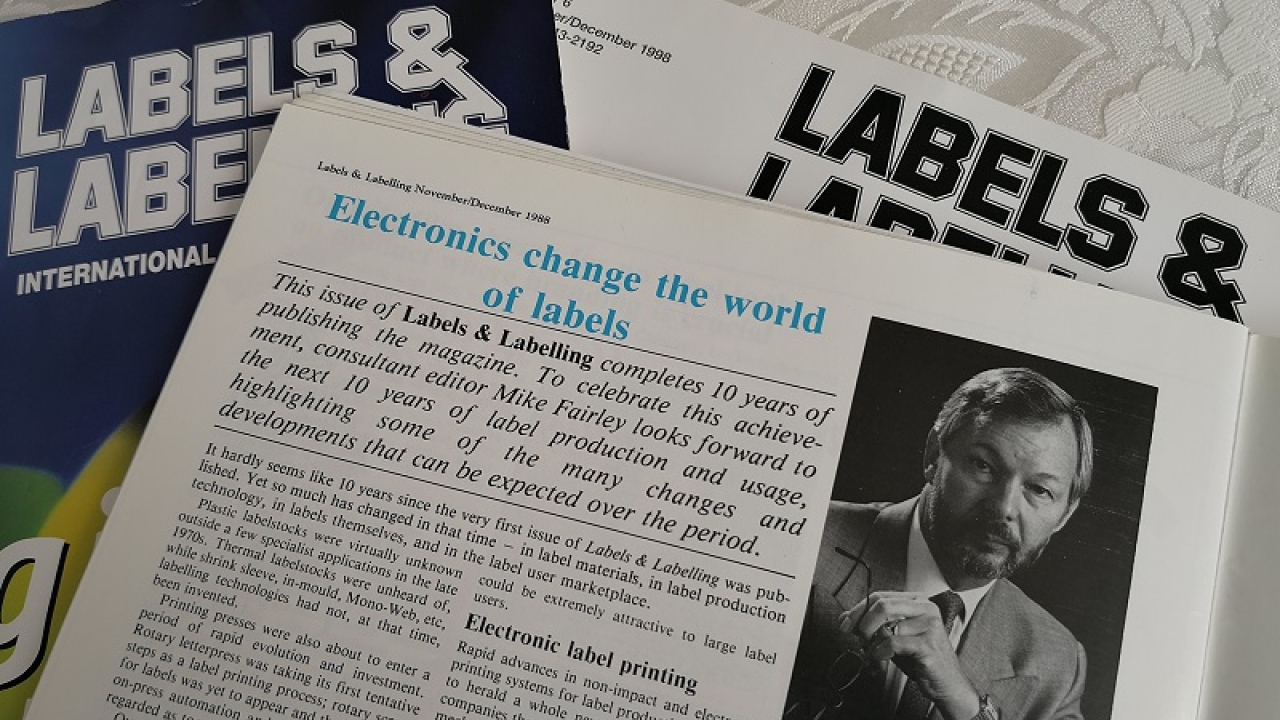 LABELS &
LABE
INTERNATIONAL
g
6
er/December 1998
3-2192
LABELS &
Labels & Labelling November/December 1988
Electronics change the world
of labels
This issue of Labels & Labelling completes 10 years of
publishing the magazine. To celebrate this achieve-
ment, consultant editor Mike Fairley looks forward to
the next 10 years of label production and usage,
highlighting some of the many changes and
developments that can be expected over the period.
It hardly seems like 10 years since the very first issue of Labels & Labelling was pub-
lished. Yet so much has changed in that time – in label materials, in label production
technology, in labels themselves, and in the label user marketplace.
Plastic labelstocks were virtually unknown
outside a few specialist applications in the late
1970s. Thermal labelstocks were unheard of,
while shrink sleeve, in-mould, Mono-Web, etc,
labelling technologies had not, at that time,
been invented.
Printing presses were also about to enter a
period of rapid evolution and investment.
Rotary letterpress was taking its first tentative
steps as a label printing process; rotary
for labels was yet to appear and the
on-press automation
regarded as
could be extremely attractive to large label
users.
Electronic label printing
Rapid advances in non-impact and
printing systems for label
to herald a whole
companies